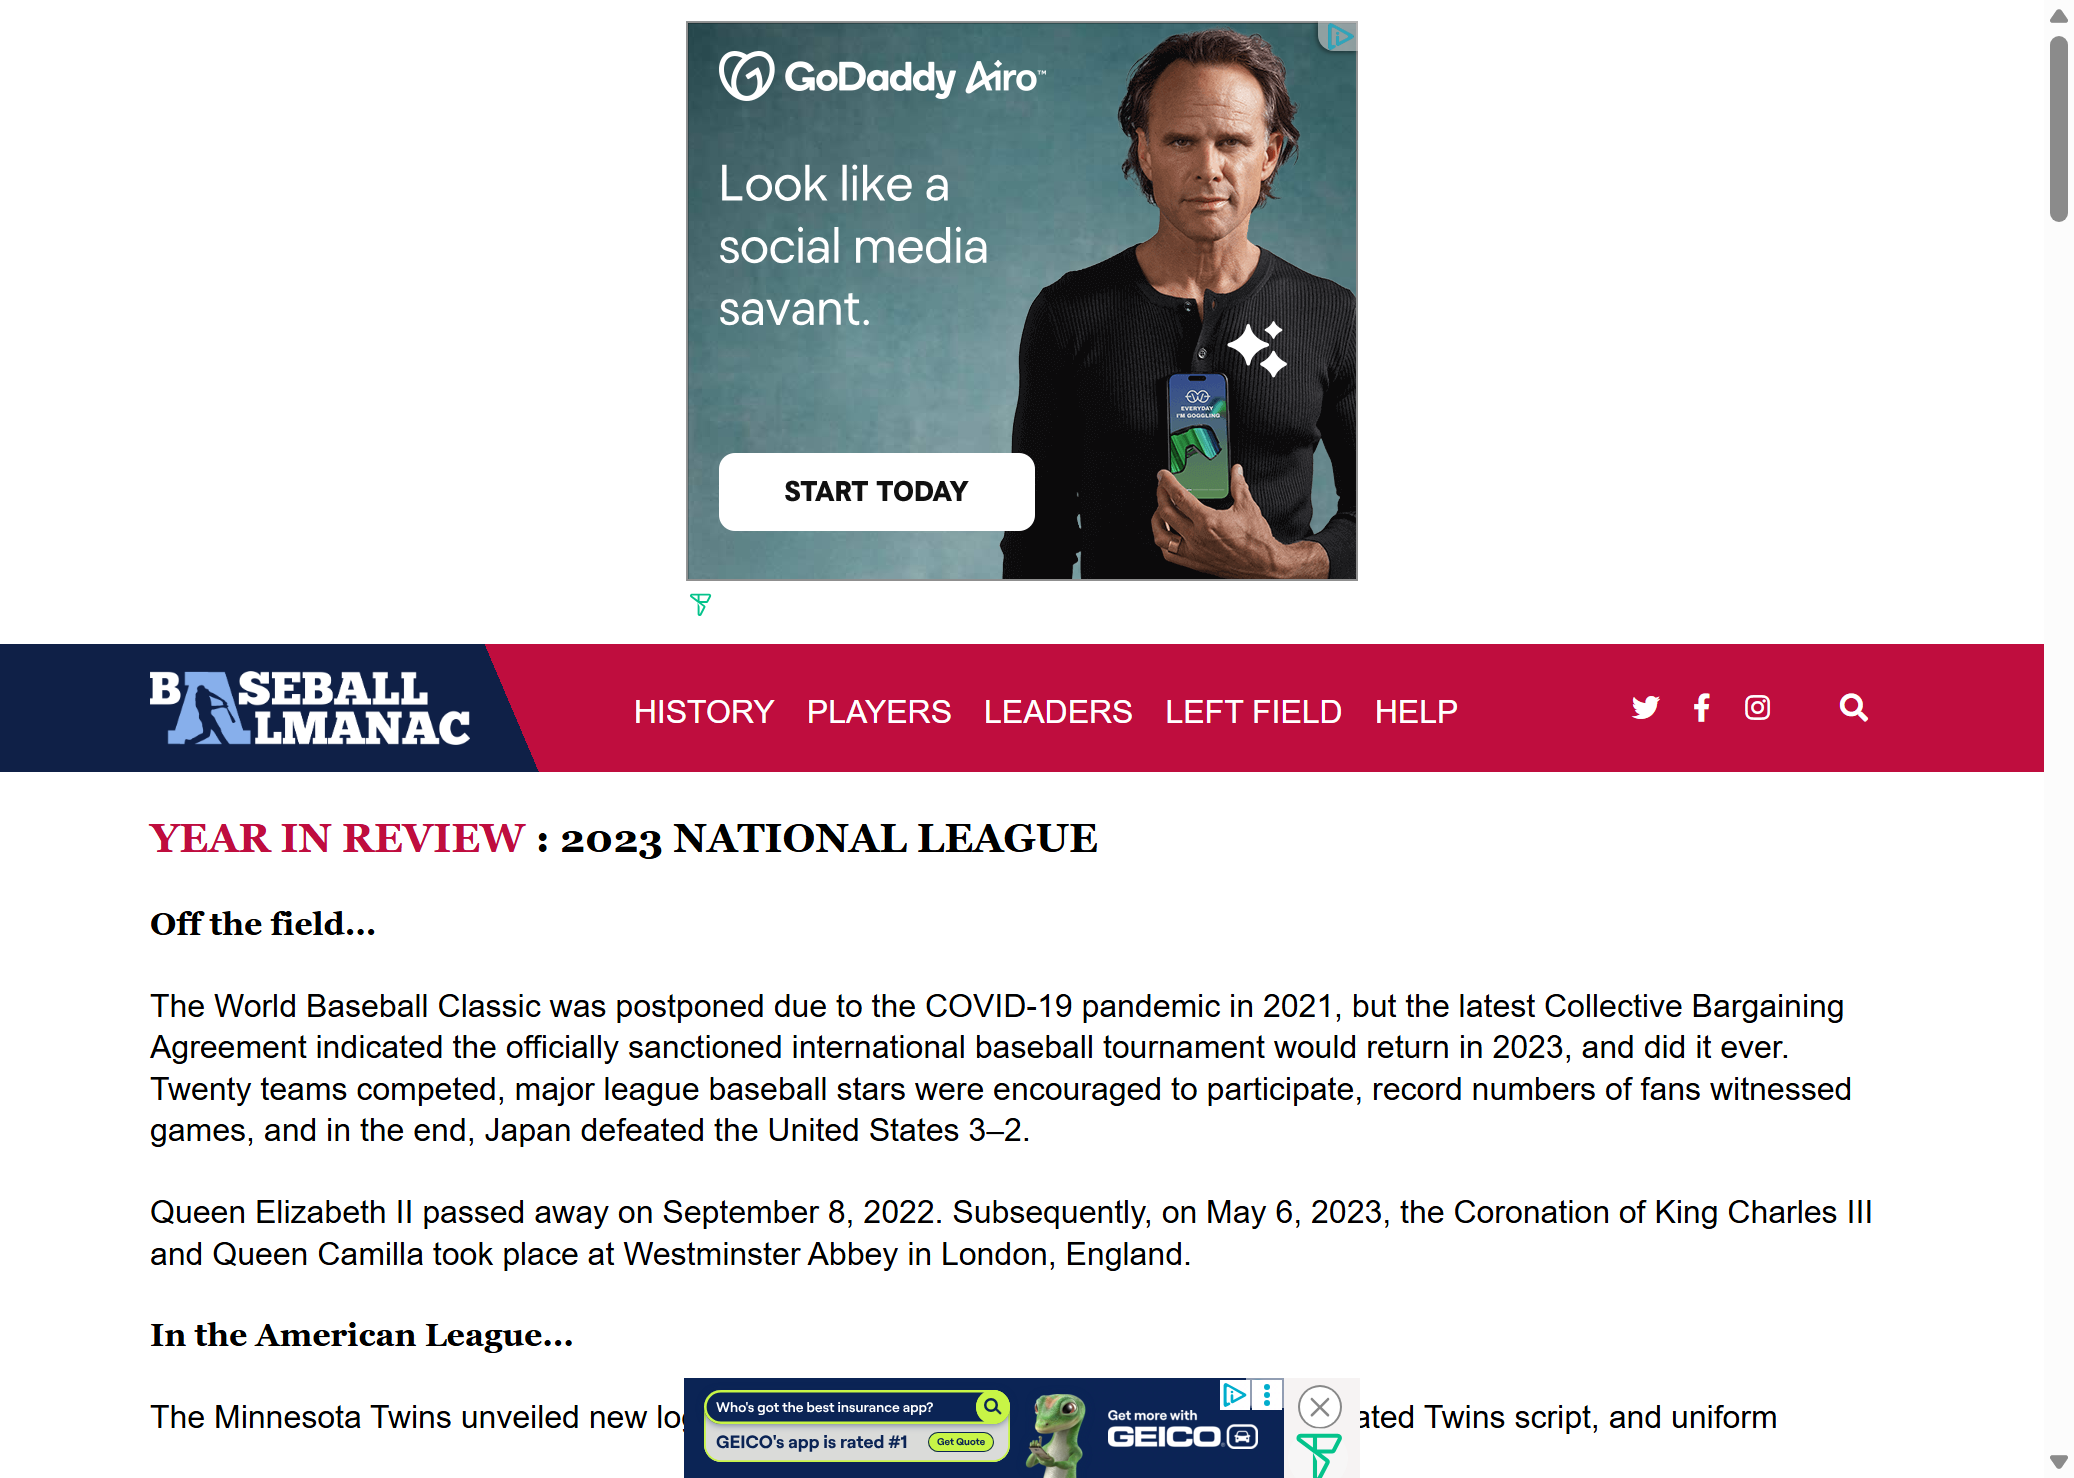 GoDaddy Airo™
Look like a
social media
savant.
EVERYDAY
I'M GOGGLING
START TODAY
BASEBALL
ALMANAC
HISTORY PLAYERS LEADERS LEFT FIELD HELP
YEAR IN REVIEW : 2023 NATIONAL LEAGUE
Off the field...
The World Baseball Classic was postponed due to the COVID-19 pandemic in 2021, but the latest Collective Bargaining
Agreement indicated the officially sanctioned international baseball tournament would return in 2023, and did it ever.
Twenty teams competed, major league baseball stars were encouraged to participate, record numbers of fans witnessed
games, and in the end, Japan defeated the United States 3–2.
Queen Elizabeth II passed away on September 8, 2022. Subsequently, on May 6, 2023, the Coronation of King Charles III
and Queen Camilla took place at Westminster Abbey in London, England.
In the American League...
The Minnesota Twins unveiled new lo ated Twins script, and uniform
Who's got the best insurance app?
GEICO's app is rated #1 Get Quote
Get more with
GEICO